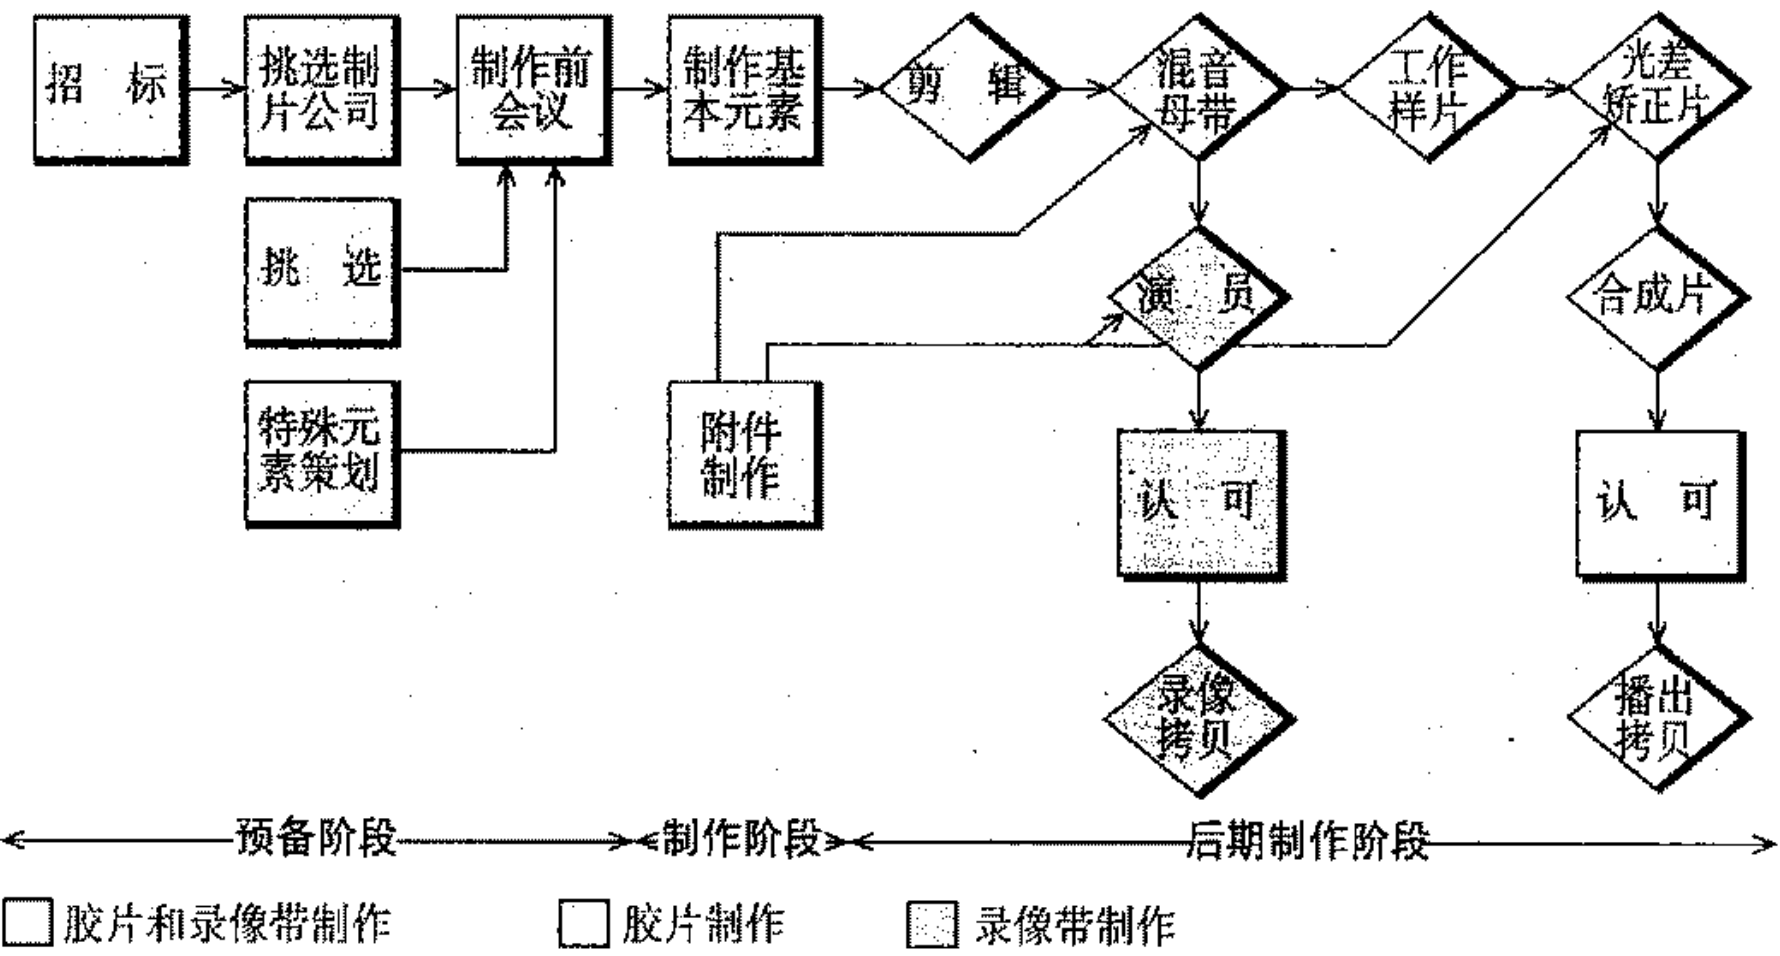 招 标
挑选制
片公司
制作前
会议
制作基
本元素
剪 辑
混音
母带
工作
样片
光差
矫正片
挑 选
演 员
合成片
特殊元
素策划
附件
制作
认 可
认 可
录像
拷贝
播出
拷贝
预备阶段
制作阶段
后期制作阶段
胶片和录像带制作
胶片制作
录像带制作